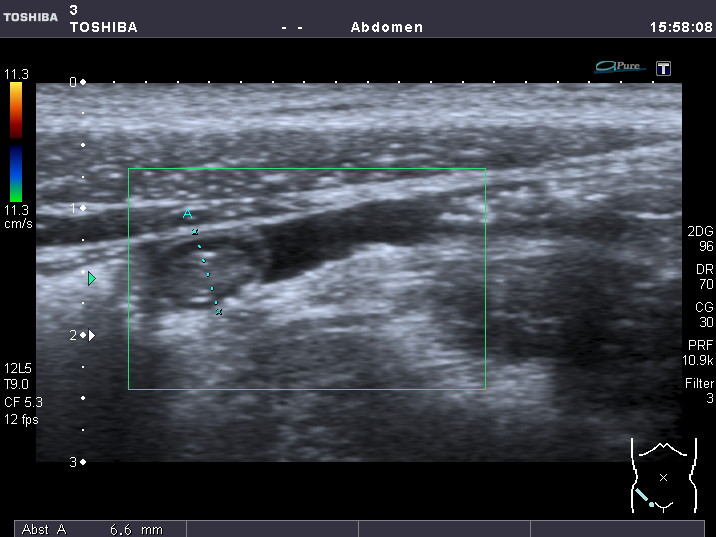 TOSHIBA
3
TOSHIBA - - Abdomen 15:58:08
aPure T
11.3
11.3
cm/s
0
1
2
3
A
12L5
T9.0
CF 5.3
12 fps
2DG
96
DR
70
CG
30
PRF
10.9k
Filter
3
Abst A 6.6 mm